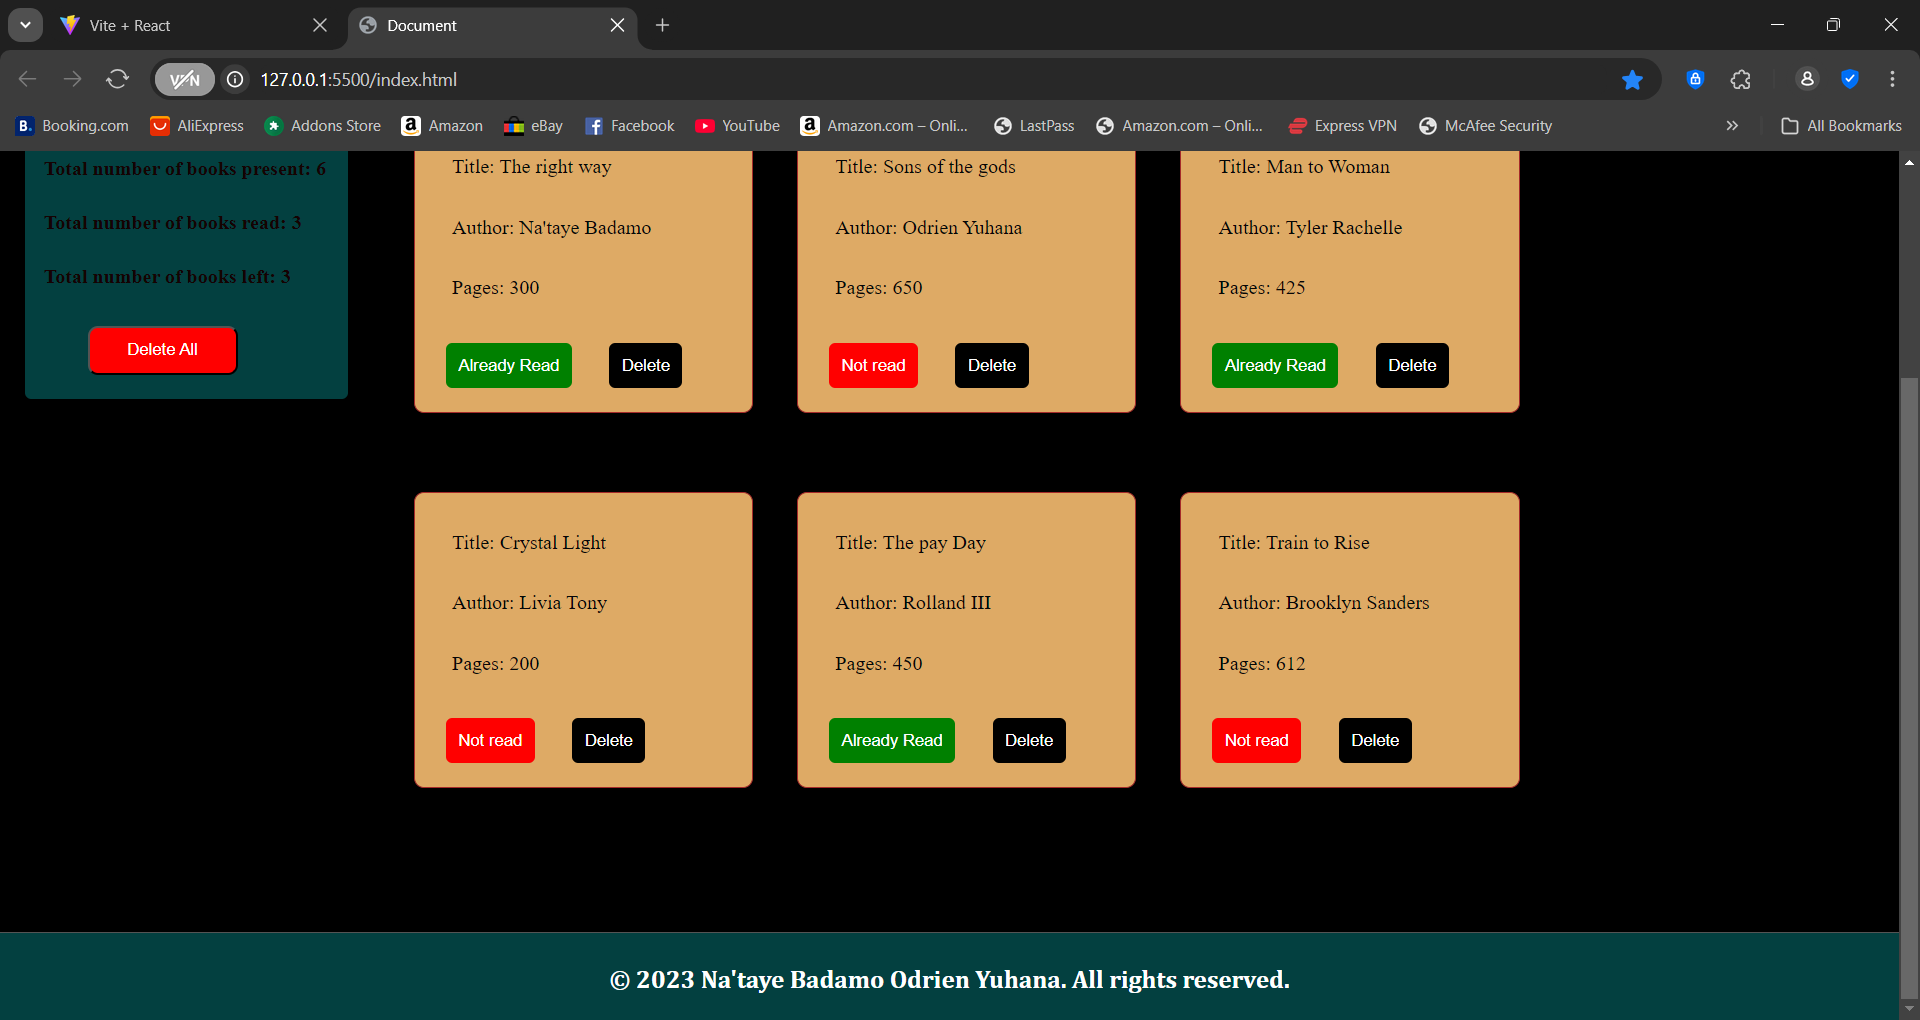 Vite + React
Document
VPN
127.0.0.1:5500/index.html
B. Booking.com
AliExpress
Addons Store
a Amazon
eBay
f Facebook
YouTube
a Amazon.com – Onli...
LastPass
Amazon.com – Onli...
Express VPN
McAfee Security
All Bookmarks
Total number of books present: 6
Total number of books read: 3
Total number of books left: 3
Delete All
Title: The right way
Author: Na'taye Badamo
Pages: 300
Already Read
Delete
Title: Sons of the gods
Author: Odrien Yuhana
Pages: 650
Not read
Delete
Title: Man to Woman
Author: Tyler Rachelle
Pages: 425
Already Read
Delete
Title: Crystal Light
Author: Livia Tony
Pages: 200
Not read
Delete
Title: The pay Day
Author: Rolland III
Pages: 450
Already Read
Delete
Title: Train to Rise
Author: Brooklyn Sanders
Pages: 612
Not read
Delete
© 2023 Na'taye Badamo Odrien Yuhana. All rights reserved.